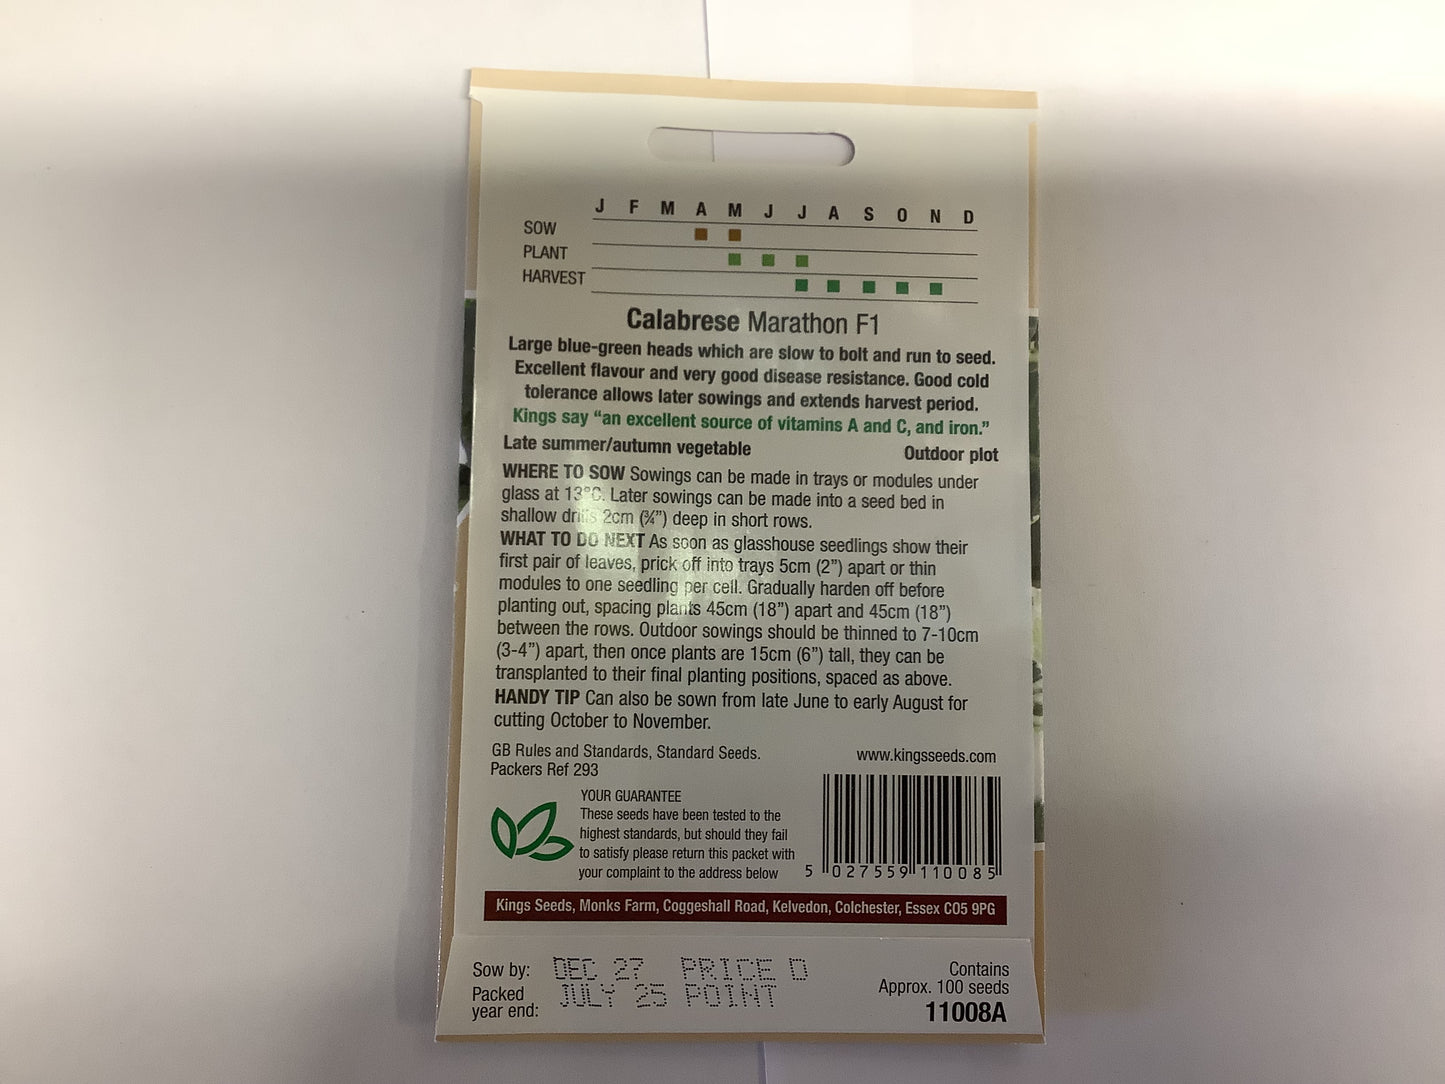 J F M A M J J A S O N D
SOW
PLANT
HARVEST
Calabrese Marathon F1
Large blue-green heads which are slow to bolt and run to seed.
Excellent flavour and very good disease resistance. Good cold
tolerance allows later sowings and extends harvest period.
Kings say “an excellent source of vitamins A and C, and iron.”
Late summer/autumn vegetable Outdoor plot
WHERE TO SOW Sowings can be made in trays or modules under
glass at 13°C. Later sowings can be made into a seed bed in
shallow drills 2cm (¾”) deep in short rows.
WHAT TO DO NEXT As soon as glasshouse seedlings show their
first pair of leaves, prick off into trays 5cm (2”) apart or thin
modules to one seedling per cell. Gradually harden off before
planting out, spacing plants 45cm (18”) apart and 45cm (18”)
between the rows. Outdoor sowings should be thinned to 7-10cm
(3-4”) apart, then once plants are 15cm (6”) tall, they can be
transplanted to their final planting positions, spaced as above.
HANDY TIP Can also be sown from late June to early August for
cutting October to November.
GB Rules and Standards, Standard Seeds.
Packers Ref 293
www.kingsseeds.com
YOUR GUARANTEE
These seeds have been tested to the
highest standards, but should they fail
to satisfy please return this packet with
your complaint to the address below
5 027559 110085
Kings Seeds, Monks Farm, Coggeshall Road, Kelvedon, Colchester, Essex CO5 9PG
Sow by: DEC 27 PRICE D
Packed
year end: JULY 25 POINT
Contains
Approx. 100 seeds
11008A